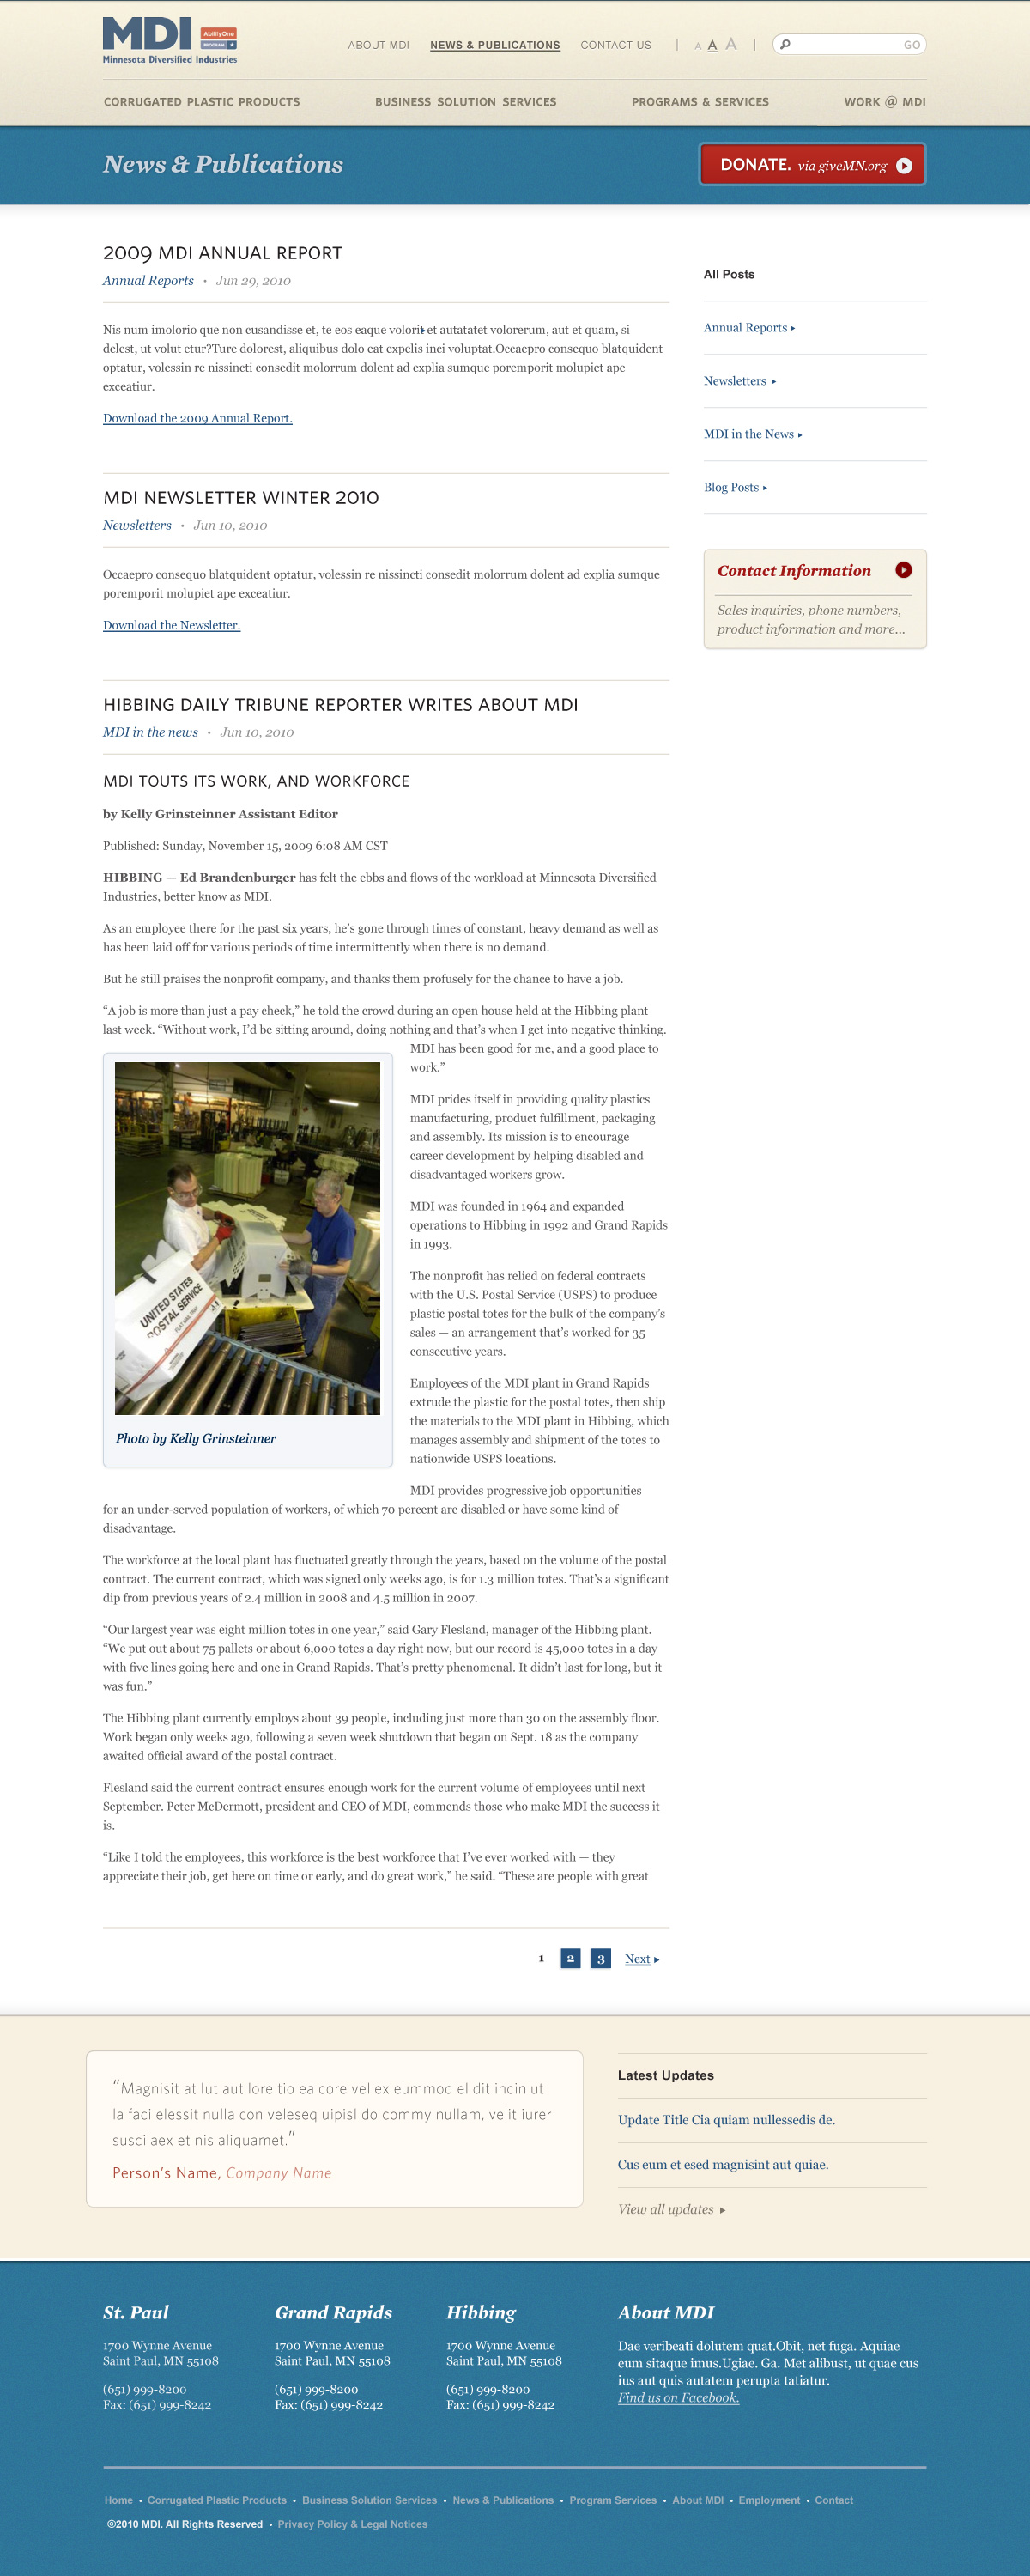 MDI
AbilityOne
PROGRAM
Minnesota Diversified Industries
ABOUT MDI
NEWS & PUBLICATIONS
CONTACT US
A A A
GO
CORRUGATED PLASTIC PRODUCTS
BUSINESS SOLUTION SERVICES
PROGRAMS & SERVICES
WORK @ MDI
News & Publications
DONATE. via giveMN.org
2009 MDI ANNUAL REPORT
Annual Reports • Jun 29, 2010
Nis num imolorio que non cusandisse et, te eos eaque volorit et autatatet volorerum, aut et quam, si
delest, ut volut etur?Ture dolorest, aliquibus dolo eat expelis inci voluptat.Occaepro consequo blatquident
optatur, volessin re nissincti consedit molorrum dolent ad explia sumque poremporit molupiet ape
exceatiur.
Download the 2009 Annual Report.
MDI NEWSLETTER WINTER 2010
Newsletters • Jun 10, 2010
Occaepro consequo blatquident optatur, volessin re nissincti consedit molorrum dolent ad explia sumque
poremporit molupiet ape exceatiur.
Download the Newsletter.
HIBBING DAILY TRIBUNE REPORTER WRITES ABOUT MDI
MDI in the news • Jun 10, 2010
MDI TOUTS ITS WORK, AND WORKFORCE
by Kelly Grinsteinner Assistant Editor
Published: Sunday, November 15, 2009 6:08 AM CST
HIBBING — Ed Brandenburger has felt the ebbs and flows of the workload at Minnesota Diversified
Industries, better know as MDI.
As an employee there for the past six years, he's gone through times of constant, heavy demand as well as
has been laid off for various periods of time intermittently when there is no demand.
But he still praises the nonprofit company, and thanks them profusely for the chance to have a job.
“A job is more than just a pay check,” he told the crowd during an open house held at the Hibbing plant
last week. “Without work, I'd be sitting around, doing nothing and that's when I get into negative thinking.
MDI has been good for me, and a good place to
work.”
MDI prides itself in providing quality plastics
manufacturing, product fulfillment, packaging
and assembly. Its mission is to encourage
career development by helping disabled and
disadvantaged workers grow.
MDI was founded in 1964 and expanded
operations to Hibbing in 1992 and Grand Rapids
in 1993.
The nonprofit has relied on federal contracts
with the U.S. Postal Service (USPS) to produce
plastic postal totes for the bulk of the company's
sales — an arrangement that's worked for 35
consecutive years.
Employees of the MDI plant in Grand Rapids
extrude the plastic for the postal totes, then ship
the materials to the MDI plant in Hibbing, which
manages assembly and shipment of the totes to
nationwide USPS locations.
UNITED STATES
POSTAL SERVICE
Photo by Kelly Grinsteinner
MDI provides progressive job opportunities
for an under-served population of workers, of which 70 percent are disabled or have some kind of
disadvantage.
The workforce at the local plant has fluctuated greatly through the years, based on the volume of the postal
contract. The current contract, which was signed only weeks ago, is for 1.3 million totes. That's a significant
dip from previous years of 2.4 million in 2008 and 4.5 million in 2007.
“Our largest year was eight million totes in one year,” said Gary Flesland, manager of the Hibbing plant.
“We put out about 75 pallets or about 6,000 totes a day right now, but our record is 45,000 totes in a day
with five lines going here and one in Grand Rapids. That's pretty phenomenal. It didn't last for long, but it
was fun.”
The Hibbing plant currently employs about 39 people, including just more than 30 on the assembly floor.
Work began only weeks ago, following a seven week shutdown that began on Sept. 18 as the company
awaited official award of the postal contract.
Flesland said the current contract ensures enough work for the current volume of employees until next
September. Peter McDermott, president and CEO of MDI, commends those who make MDI the success it
is.
“Like I told the employees, this workforce is the best workforce that I've ever worked with — they
appreciate their job, get here on time or early, and do great work,” he said. “These are people with great
1 2 3 Next
All Posts
Annual Reports
Newsletters
MDI in the News
Blog Posts
Contact Information
Sales inquiries, phone numbers,
product information and more...
“Magnisit at lut aut lore tio ea core vel ex eummod el dit incin ut
la faci elessit nulla con veleseq uipisl do commy nullam, velit iurer
susci aex et nis aliquamet.”
Person's Name, Company Name
Latest Updates
Update Title Cia quiam nullessedis de.
Cus eum et esed magnisint aut quiae.
View all updates
St. Paul
1700 Wynne Avenue
Saint Paul, MN 55108
(651) 999-8200
Fax: (651) 999-8242
Grand Rapids
1700 Wynne Avenue
Saint Paul, MN 55108
(651) 999-8200
Fax: (651) 999-8242
Hibbing
1700 Wynne Avenue
Saint Paul, MN 55108
(651) 999-8200
Fax: (651) 999-8242
About MDI
Dae veribeati dolutem quat.Obit, net fuga. Aquiae
eum sitaque imus.Ugiae. Ga. Met alibust, ut quae cus
ius aut quis autatem perupta tatiatur.
Find us on Facebook.
Home • Corrugated Plastic Products • Business Solution Services • News & Publications • Program Services • About MDI • Employment • Contact
©2010 MDI. All Rights Reserved • Privacy Policy & Legal Notices